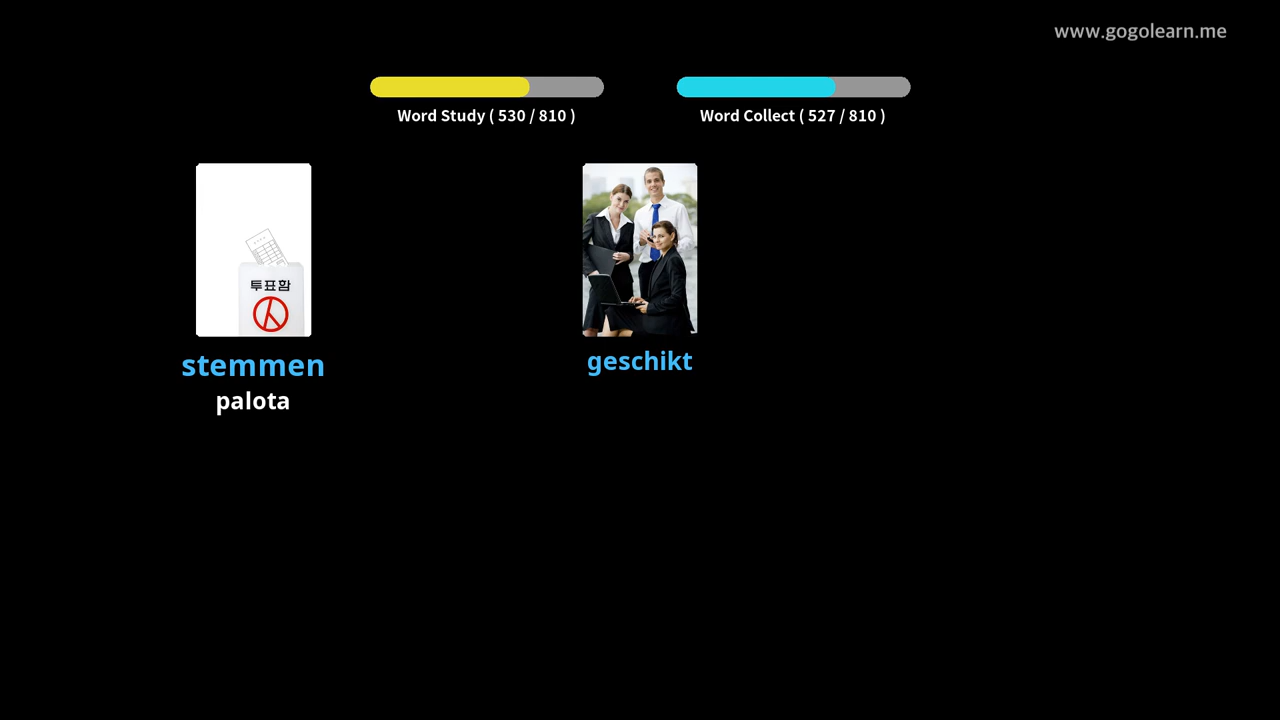 www.gogolearn.me
Word Study ( 530 / 810 )
Word Collect ( 527 / 810 )
투표함
stemmen
palota
geschikt